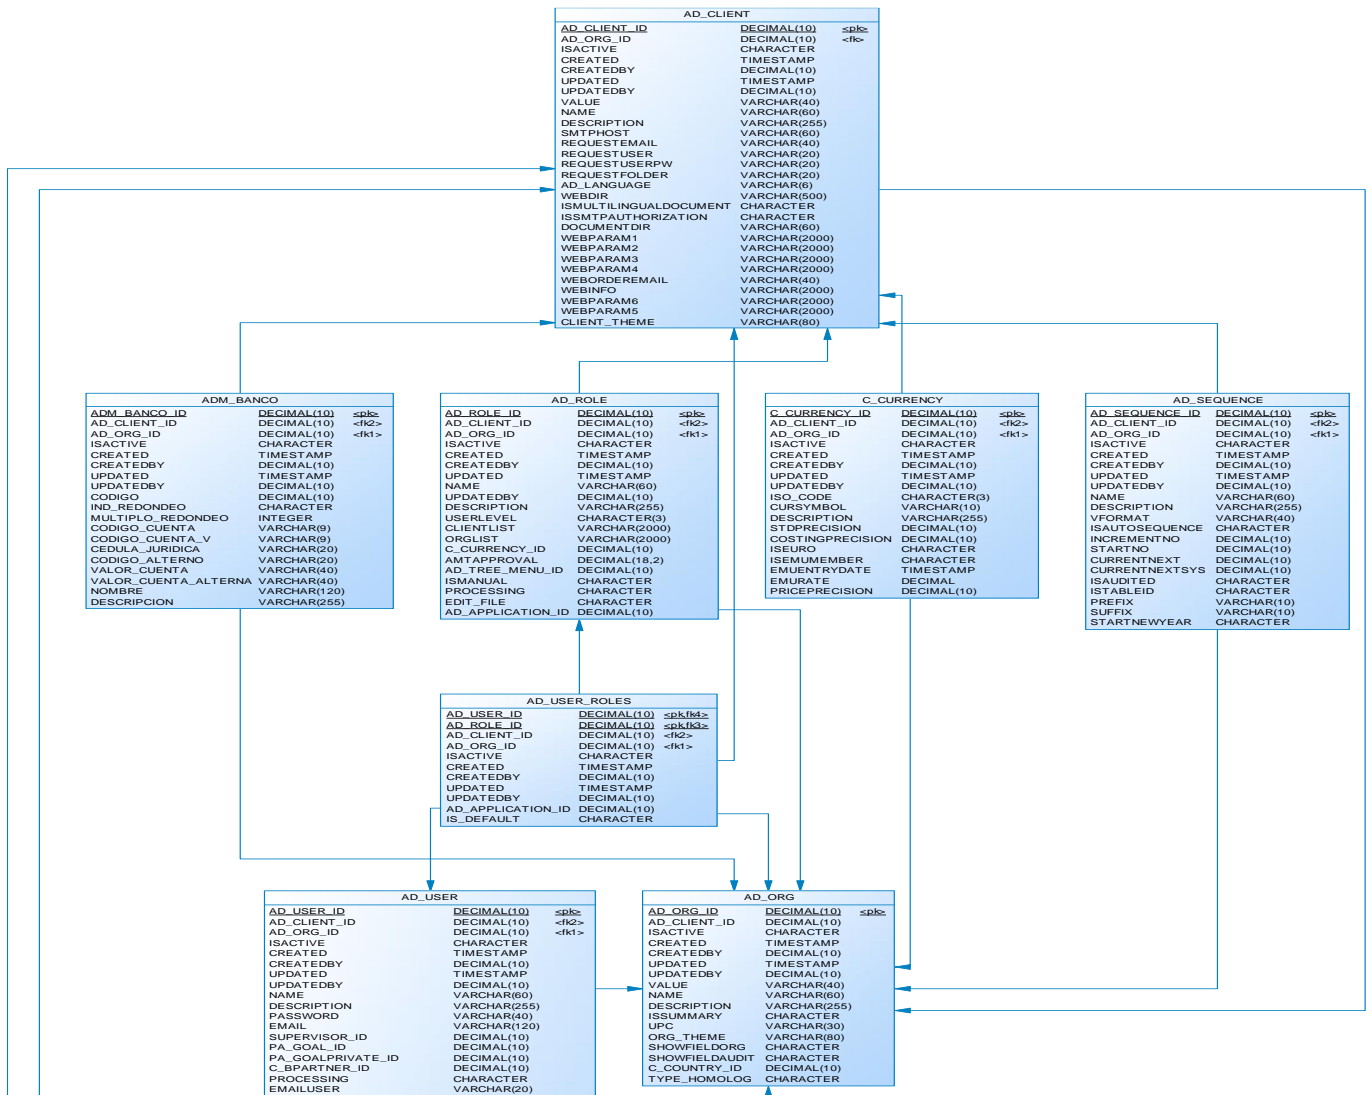 AD_CLIENT
AD_CLIENT_ID DECIMAL(10) <pk>
AD_ORG_ID DECIMAL(10) <fk>
ISACTIVE CHARACTER
CREATED TIMESTAMP
CREATEDBY DECIMAL(10)
UPDATED TIMESTAMP
UPDATEDBY DECIMAL(10)
VALUE VARCHAR(40)
NAME VARCHAR(60)
DESCRIPTION VARCHAR(255)
SMTPHOST VARCHAR(60)
REQUESTEMAIL VARCHAR(40)
REQUESTUSER VARCHAR(20)
REQUESTUSERPW VARCHAR(20)
REQUESTFOLDER VARCHAR(20)
AD_LANGUAGE VARCHAR(6)
WEBDIR VARCHAR(500)
ISMULTILINGUALDOCUMENT CHARACTER
ISSMTPAUTHORIZATION CHARACTER
DOCUMENTDIR VARCHAR(60)
WEBPARAM1 VARCHAR(2000)
WEBPARAM2 VARCHAR(2000)
WEBPARAM3 VARCHAR(2000)
WEBPARAM4 VARCHAR(2000)
WEBORDEREMAIL VARCHAR(40)
WEBINFO VARCHAR(2000)
WEBPARAM6 VARCHAR(2000)
WEBPARAM5 VARCHAR(2000)
CLIENT_THEME VARCHAR(80)
ADM_BANCO
ADM_BANCO_ID DECIMAL(10) <pk>
AD_CLIENT_ID DECIMAL(10) <fk2>
AD_ORG_ID DECIMAL(10) <fk1>
ISACTIVE CHARACTER
CREATED TIMESTAMP
CREATEDBY DECIMAL(10)
UPDATED TIMESTAMP
UPDATEDBY DECIMAL(10)
CODIGO DECIMAL(10)
IND_REDONDEO CHARACTER
MULTIPLO_REDONDEO INTEGER
CODIGO_CUENTA VARCHAR(9)
CODIGO_CUENTA_V VARCHAR(9)
CEDULA_JURIDICA VARCHAR(20)
CODIGO_ALTERNO VARCHAR(20)
VALOR_CUENTA VARCHAR(40)
VALOR_CUENTA_ALTERNA VARCHAR(40)
NOMBRE VARCHAR(120)
DESCRIPCION VARCHAR(255)
AD_ROLE
AD_ROLE_ID DECIMAL(10) <pk>
AD_CLIENT_ID DECIMAL(10) <fk2>
AD_ORG_ID DECIMAL(10) <fk1>
ISACTIVE CHARACTER
CREATED TIMESTAMP
CREATEDBY DECIMAL(10)
UPDATED TIMESTAMP
NAME VARCHAR(60)
UPDATEDBY DECIMAL(10)
DESCRIPTION VARCHAR(255)
USERLEVEL CHARACTER(3)
CLIENTLIST VARCHAR(2000)
ORGLIST VARCHAR(2000)
C_CURRENCY_ID DECIMAL(10)
AMTAPPROVAL DECIMAL(18,2)
AD_TREE_MENU_ID DECIMAL(10)
ISMANUAL CHARACTER
PROCESSING CHARACTER
EDIT_FILE CHARACTER
AD_APPLICATION_ID DECIMAL(10)
C_CURRENCY
C_CURRENCY_ID DECIMAL(10) <pk>
AD_CLIENT_ID DECIMAL(10) <fk2>
AD_ORG_ID DECIMAL(10) <fk1>
ISACTIVE CHARACTER
CREATED TIMESTAMP
CREATEDBY DECIMAL(10)
UPDATED TIMESTAMP
UPDATEDBY DECIMAL(10)
ISO_CODE CHARACTER(3)
CURSYMBOL VARCHAR(10)
DESCRIPTION VARCHAR(255)
STDPRECISION DECIMAL(10)
COSTINGPRECISION DECIMAL(10)
ISEURO CHARACTER
ISEMUMEMBER CHARACTER
EMUENTRYDATE TIMESTAMP
EMURATE DECIMAL
PRICEPRECISION DECIMAL(10)
AD_SEQUENCE
AD_SEQUENCE_ID DECIMAL(10) <pk>
AD_CLIENT_ID DECIMAL(10) <fk2>
AD_ORG_ID DECIMAL(10) <fk1>
ISACTIVE CHARACTER
CREATED TIMESTAMP
CREATEDBY DECIMAL(10)
UPDATED TIMESTAMP
UPDATEDBY DECIMAL(10)
NAME VARCHAR(60)
DESCRIPTION VARCHAR(255)
VFORMAT VARCHAR(40)
ISAUTOSEQUENCE CHARACTER
INCREMENTNO DECIMAL(10)
STARTNO DECIMAL(10)
CURRENTNEXT DECIMAL(10)
CURRENTNEXTSYS DECIMAL(10)
ISAUDITED CHARACTER
ISTABLEID CHARACTER
PREFIX VARCHAR(10)
SUFFIX VARCHAR(10)
STARTNEWYEAR CHARACTER
AD_USER_ROLES
AD_USER_ID DECIMAL(10) <pk,fk4>
AD_ROLE_ID DECIMAL(10) <pk,fk3>
AD_CLIENT_ID DECIMAL(10) <fk2>
AD_ORG_ID DECIMAL(10) <fk1>
ISACTIVE CHARACTER
CREATED TIMESTAMP
CREATEDBY DECIMAL(10)
UPDATED TIMESTAMP
UPDATEDBY DECIMAL(10)
AD_APPLICATION_ID DECIMAL(10)
IS_DEFAULT CHARACTER
AD_USER
AD_USER_ID DECIMAL(10) <pk>
AD_CLIENT_ID DECIMAL(10) <fk2>
AD_ORG_ID DECIMAL(10) <fk1>
ISACTIVE CHARACTER
CREATED TIMESTAMP
CREATEDBY DECIMAL(10)
UPDATED TIMESTAMP
UPDATEDBY DECIMAL(10)
NAME VARCHAR(60)
DESCRIPTION VARCHAR(255)
PASSWORD VARCHAR(40)
EMAIL VARCHAR(120)
SUPERVISOR_ID DECIMAL(10)
PA_GOAL_ID DECIMAL(10)
PA_GOALPRIVATE_ID DECIMAL(10)
C_BPARTNER_ID DECIMAL(10)
PROCESSING CHARACTER
EMAILUSER VARCHAR(20)
AD_ORG
AD_ORG_ID DECIMAL(10) <pk>
AD_CLIENT_ID DECIMAL(10)
ISACTIVE CHARACTER
CREATED TIMESTAMP
CREATEDBY DECIMAL(10)
UPDATED TIMESTAMP
UPDATEDBY DECIMAL(10)
VALUE VARCHAR(40)
NAME VARCHAR(60)
DESCRIPTION VARCHAR(255)
ISSUMMARY CHARACTER
UPC VARCHAR(30)
ORG_THEME VARCHAR(80)
SHOWFIELDORG CHARACTER
SHOWFIELDAUDIT CHARACTER
C_COUNTRY_ID DECIMAL(10)
TYPE_HOMOLOG CHARACTER